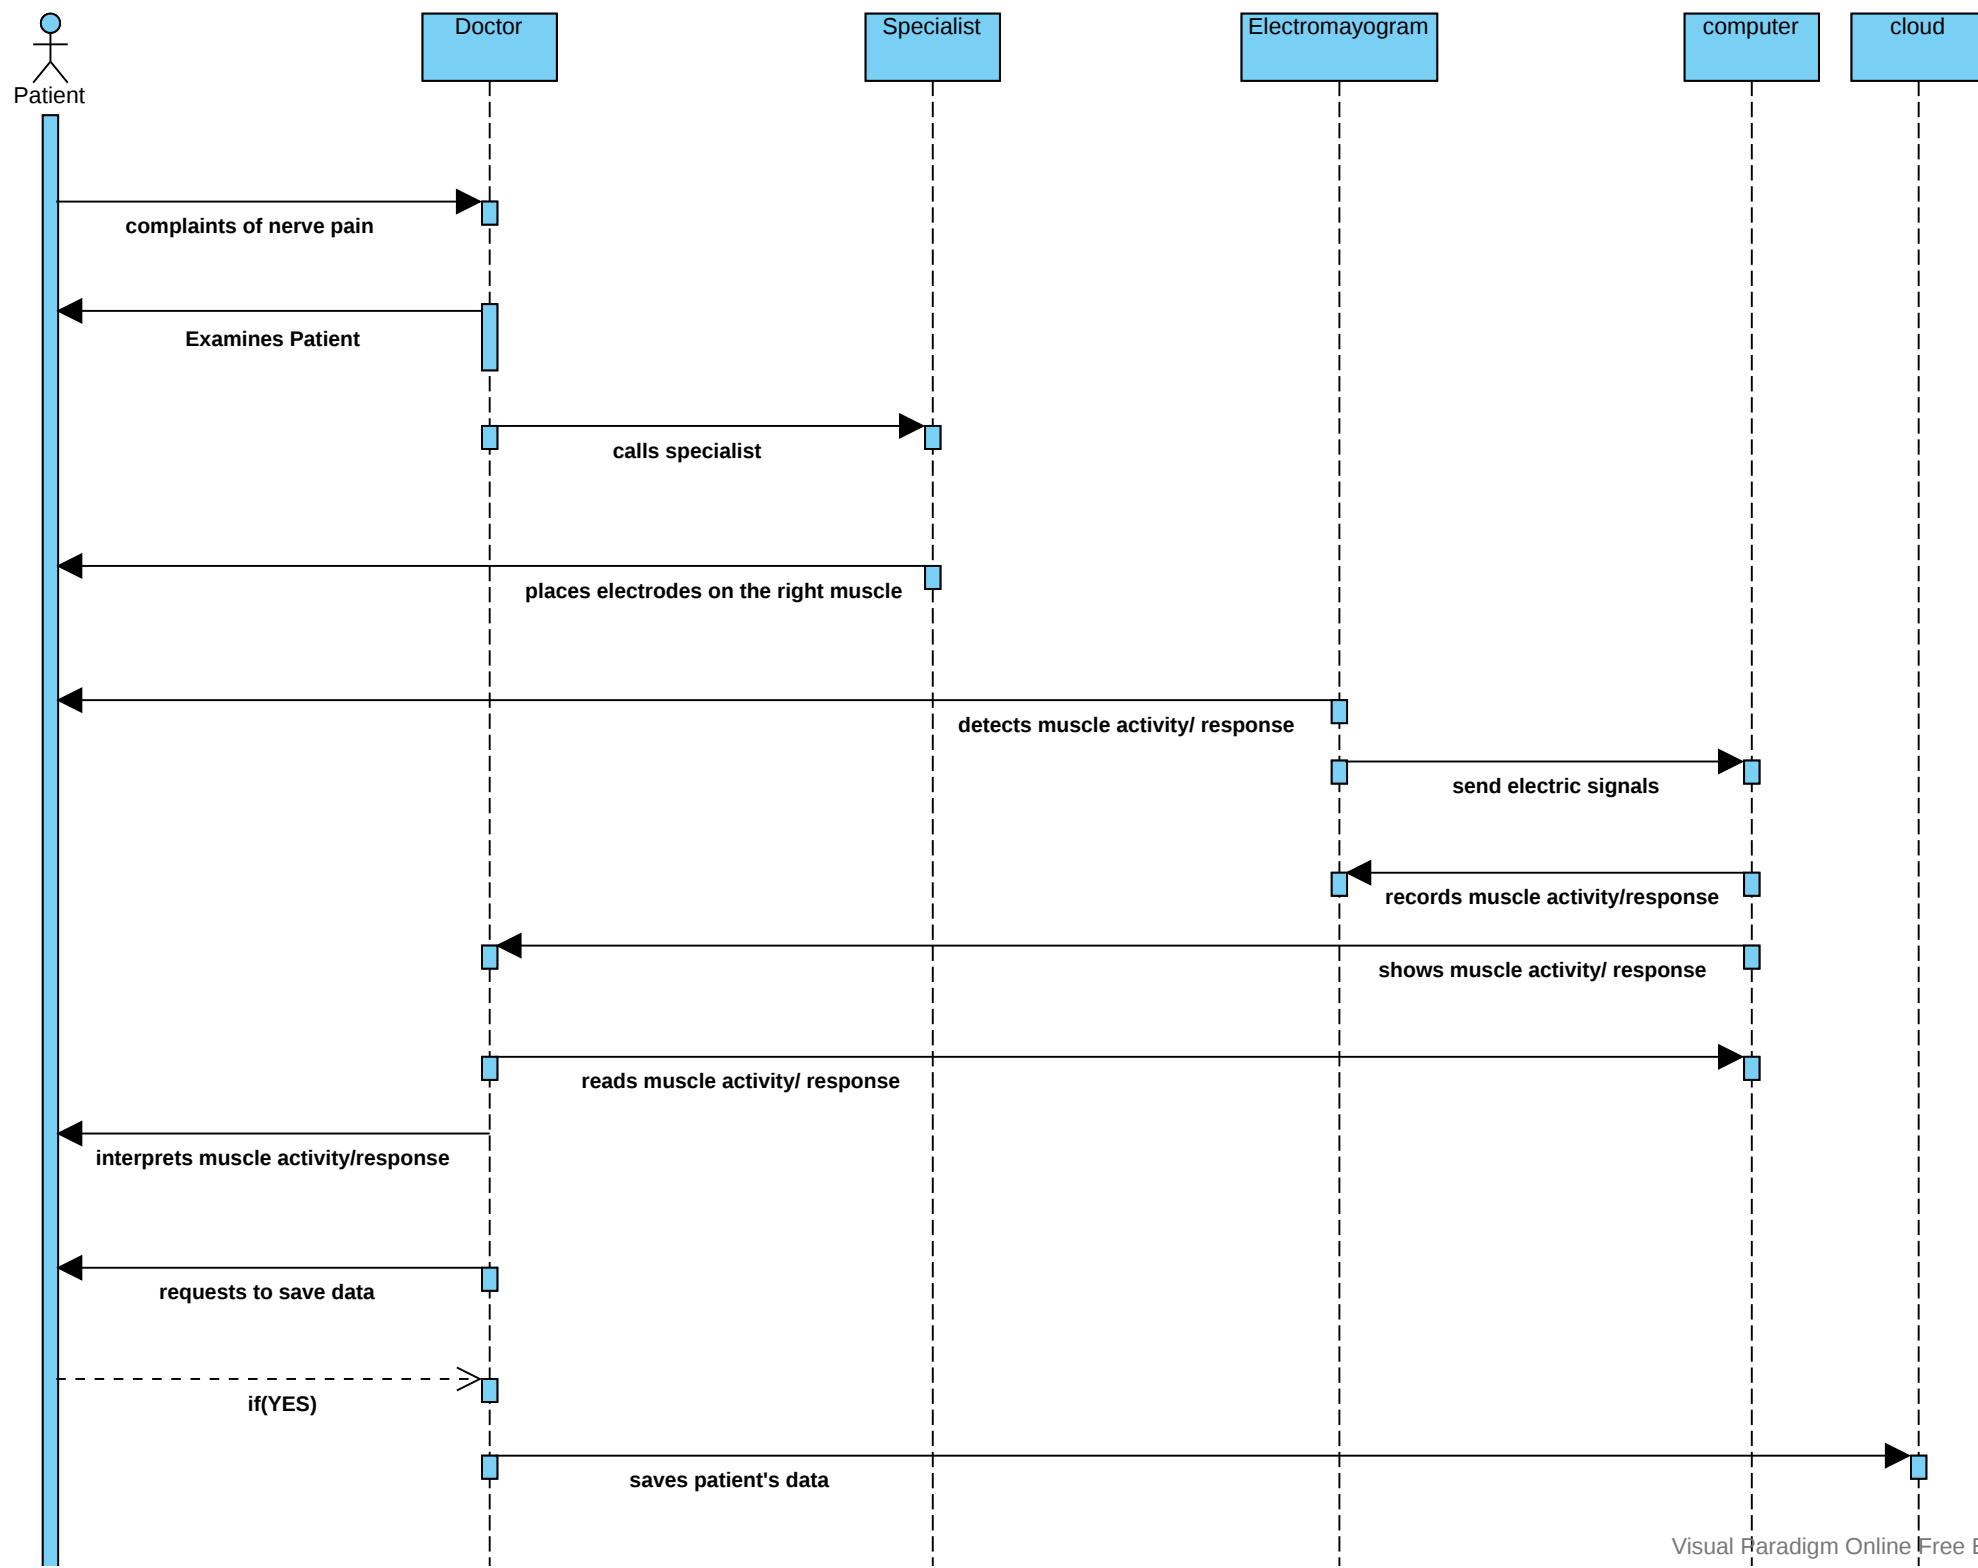 Patient
Doctor
Specialist
Electromayogram
computer
cloud
complaints of nerve pain
Examines Patient
calls specialist
places electrodes on the right muscle
detects muscle activity/ response
send electric signals
records muscle activity/response
shows muscle activity/ response
reads muscle activity/ response
interprets muscle activity/response
requests to save data
if(YES)
saves patient's data
Visual Paradigm Online Free E